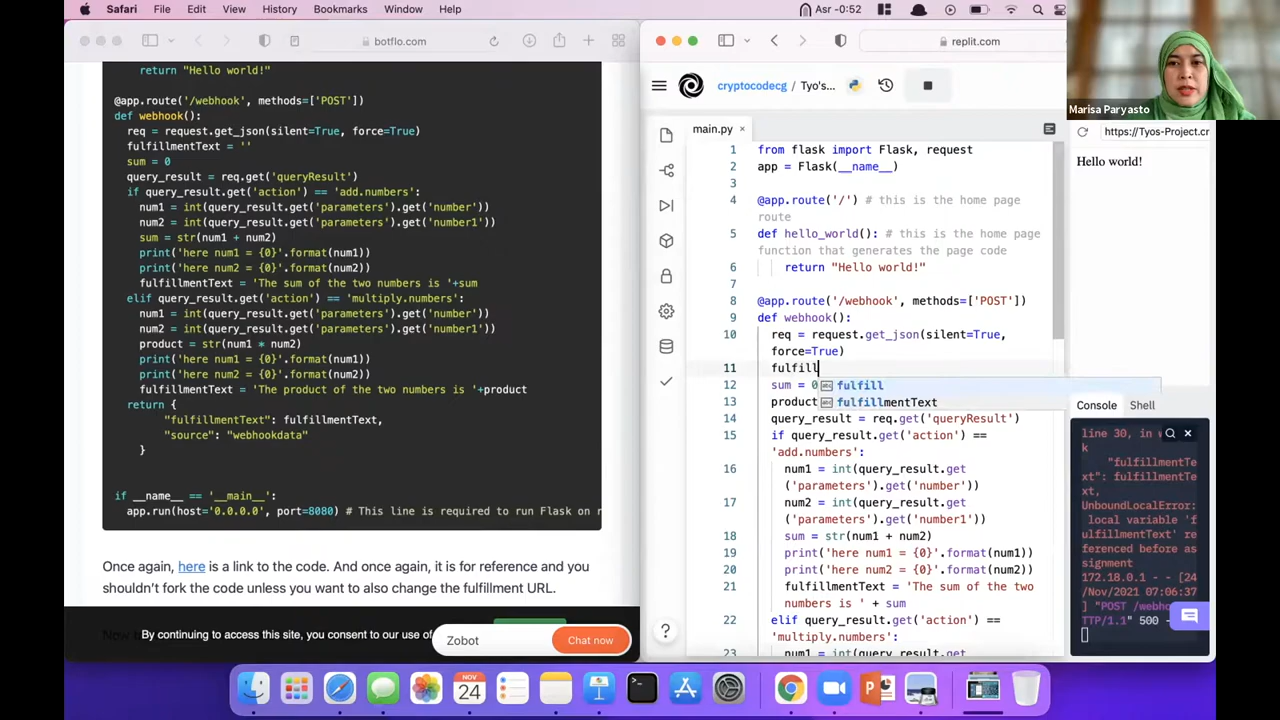 Safari File Edit View History Bookmarks Window Help
Asr -0:52
botflo.com
return "Hello world!"
@app.route('/webhook', methods=['POST'])
def webhook():
req = request.get_json(silent=True, force=True)
fulfillmentText = ''
sum = 0
query_result = req.get('queryResult')
if query_result.get('action') == 'add.numbers':
num1 = int(query_result.get('parameters').get('number'))
num2 = int(query_result.get('parameters').get('number1'))
sum = str(num1 + num2)
print('here num1 = {0}'.format(num1))
print('here num2 = {0}'.format(num2))
fulfillmentText = 'The sum of the two numbers is '+sum
elif query_result.get('action') == 'multiply.numbers':
num1 = int(query_result.get('parameters').get('number'))
num2 = int(query_result.get('parameters').get('number1'))
product = str(num1 * num2)
print('here num1 = {0}'.format(num1))
print('here num2 = {0}'.format(num2))
fulfillmentText = 'The product of the two numbers is '+product
return {
"fulfillmentText": fulfillmentText,
"source": "webhookdata"
}
if __name__ == '__main__':
app.run(host='0.0.0.0', port=8080) # This line is required to run Flask on r
Once again, here is a link to the code. And once again, it is for reference and you
shouldn't fork the code unless you want to also change the fulfillment URL.
By continuing to access this site, you consent to our use of
Zobot
Chat now
replit.com
cryptocodecg / Tyo's...
main.py ×
1 from flask import Flask, request
2 app = Flask(__name__)
3
4 @app.route('/') # this is the home page
route
5 def hello_world(): # this is the home page
function that generates the page code
6 return "Hello world!"
7
8 @app.route('/webhook', methods=['POST'])
9 def webhook():
10 req = request.get_json(silent=True,
force=True)
11 fulfill
12 sum = 0
abc fulfill
13 product
abc fulfillmentText
14 query_result = req.get('queryResult')
15 if query_result.get('action') ==
'add.numbers':
16 num1 = int(query_result.get
('parameters').get('number'))
17 num2 = int(query_result.get
('parameters').get('number1'))
18 sum = str(num1 + num2)
19 print('here num1 = {0}'.format(num1))
20 print('here num2 = {0}'.format(num2))
21 fulfillmentText = 'The sum of the two
numbers is ' + sum
22 elif query_result.get('action') ==
'multiply.numbers':
23 num1 = int(query_result.get
Marisa Paryasto
https://Tyos-Project.cr
Hello world!
Console Shell
line 30, in w
k
"fulfillmentTe
xt": fulfillmentT
ext,
UnboundLocalError:
local variable 'f
ulfillmentText' re
ferenced before as
signment
172.18.0.1 - - [24
/Nov/2021 07:06:37
] "POST /webho
TTP/1.1" 500 -
?
NOV
24